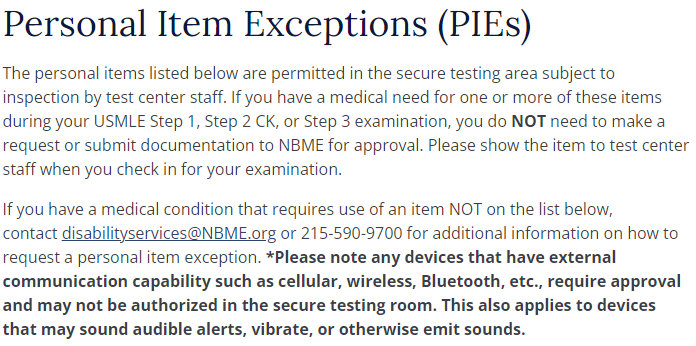 Personal Item Exceptions (PIEs)
The personal items listed below are permitted in the secure testing area subject to
inspection by test center staff. If you have a medical need for one or more of these items
during your USMLE Step 1, Step 2 CK, or Step 3 examination, you do NOT need to make a
request or submit documentation to NBME for approval. Please show the item to test center
staff when you check in for your examination.
If you have a medical condition that requires use of an item NOT on the list below,
contact disabilityservices@NBME.org or 215-590-9700 for additional information on how to
request a personal item exception. *Please note any devices that have external
communication capability such as cellular, wireless, Bluetooth, etc., require approval
and may not be authorized in the secure testing room. This also applies to devices
that may sound audible alerts, vibrate, or otherwise emit sounds.